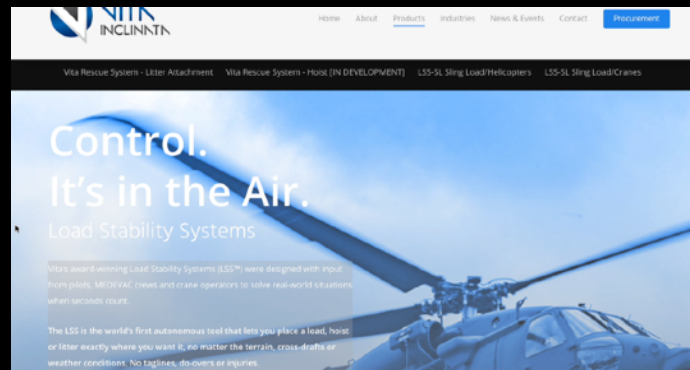 VITA
INCLINATA
Home About Products Industries News & Events Contact Procurement
Vita Rescue System - Litter Attachment Vita Rescue System - Hoist [IN DEVELOPMENT] LSS-SL Sling Load/Helicopters LSS-SL Sling Load/Cranes
Control.
It's in the Air.
Load Stability Systems
Vita's award-winning Load Stability Systems (LSS™) were designed with input
from pilots, MEDEVAC crews and crane operators to solve real-world situations
when seconds count.
The LSS is the world's first autonomous tool that lets you place a load, hoist
or litter exactly where you want it, no matter the terrain, cross-drafts or
weather conditions. No taglines, do-overs or injuries.